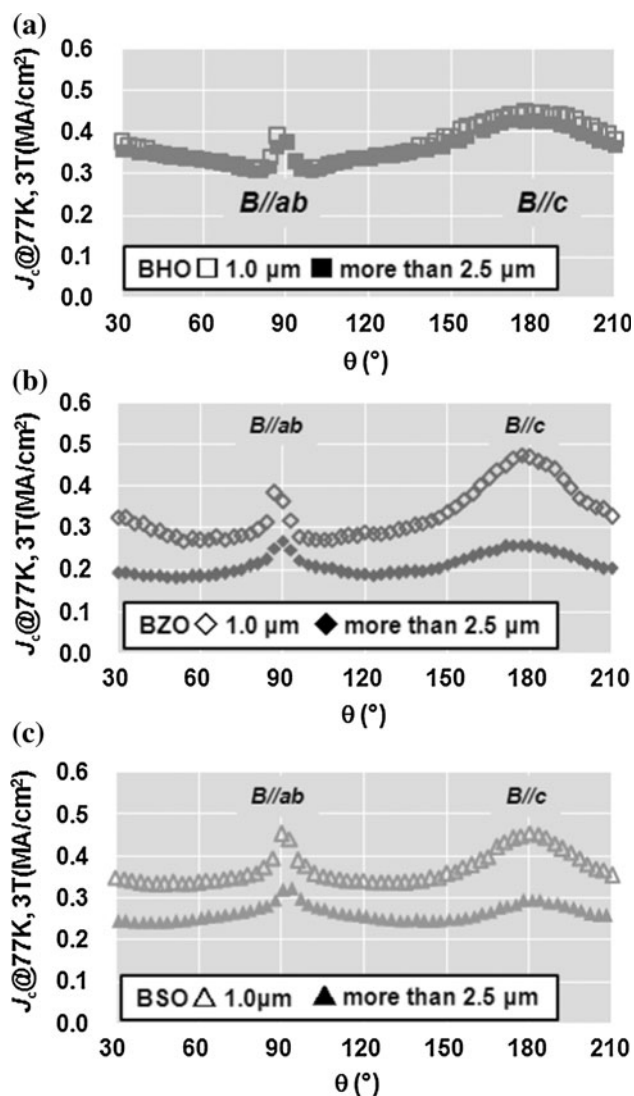 (a)
0.6
0.5
0.4
0.3
0.2
0.1
0.0
Jc@77K, 3T(MA/cm²)
B//ab
B//c
BHO □ 1.0 μm ■ more than 2.5 μm
30 60 90 120 150 180 210
θ (°)
(b)
0.6
0.5
0.4
0.3
0.2
0.1
0.0
Jc@77K, 3T(MA/cm²)
B//ab
B//c
BZO ◇ 1.0 μm ◆ more than 2.5 μm
30 60 90 120 150 180 210
θ (°)
(c)
0.6
0.5
0.4
0.3
0.2
0.1
0.0
Jc@77K, 3T(MA/cm²)
B//ab
B//c
BSO △ 1.0μm ▲ more than 2.5 μm
30 60 90 120 150 180 210
θ (°)